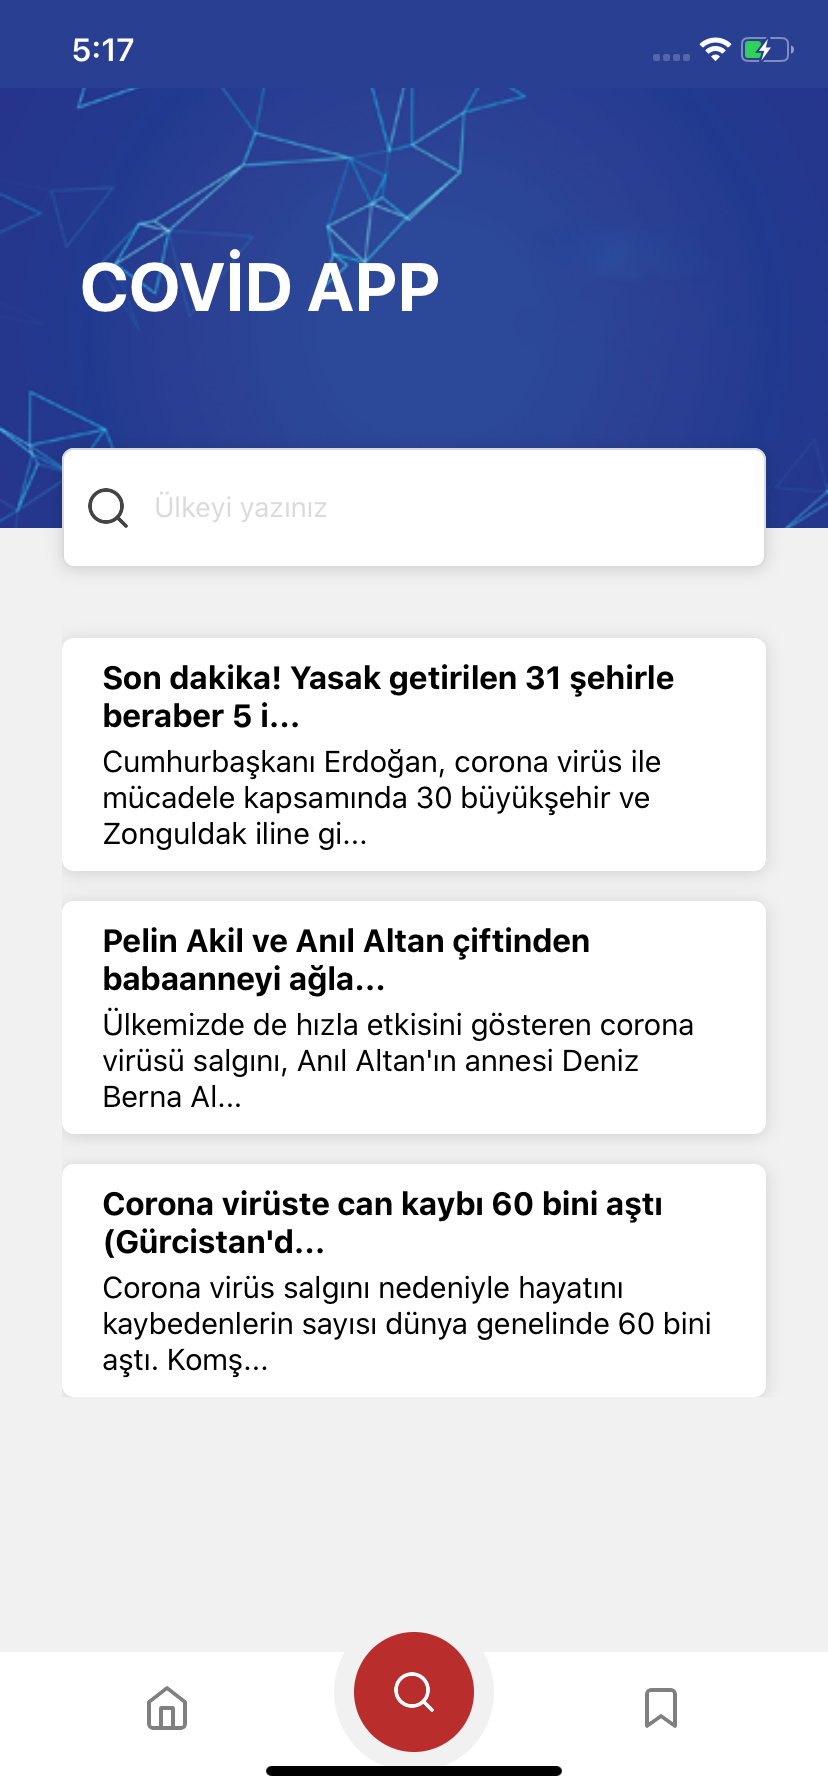 5:17
COVİD APP
Ülkeyi yazınız
Son dakika! Yasak getirilen 31 şehirle
beraber 5 i...
Cumhurbaşkanı Erdoğan, corona virüs ile
mücadele kapsamında 30 büyükşehir ve
Zonguldak iline gi...
Pelin Akil ve Anıl Altan çiftinden
babaanneyi ağla...
Ülkemizde de hızla etkisini gösteren corona
virüsü salgını, Anıl Altan'ın annesi Deniz
Berna Al...
Corona virüste can kaybı 60 bini aştı
(Gürcistan'd...
Corona virüs salgını nedeniyle hayatını
kaybedenlerin sayısı dünya genelinde 60 bini
aştı. Komş...